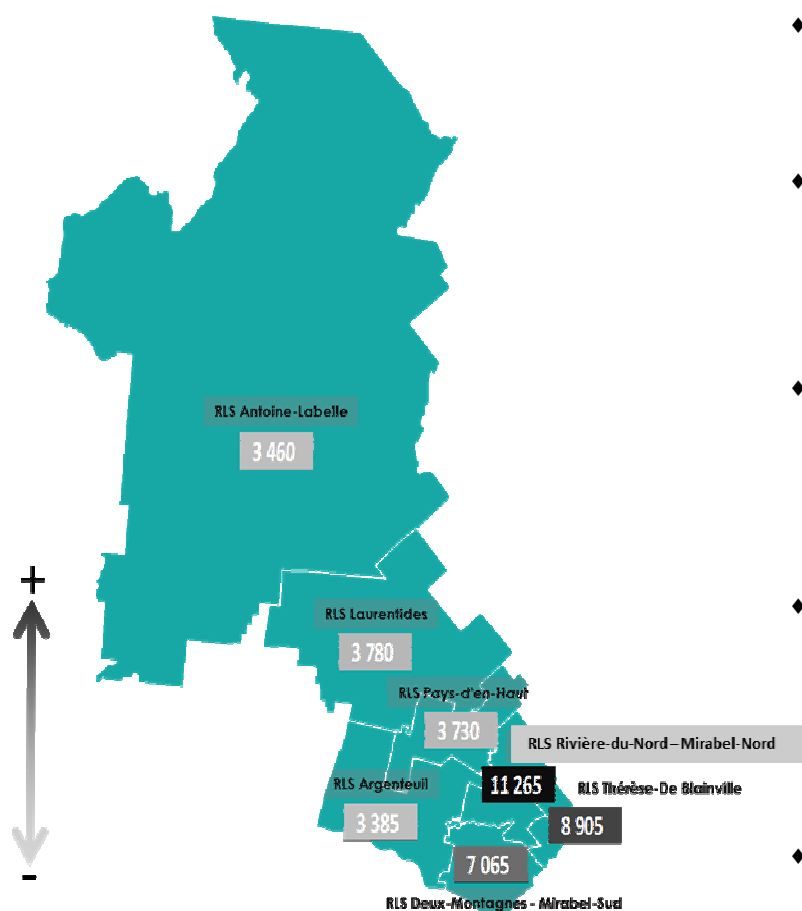 RLS Antoine-Labelle
3 460
+
RLS Laurentides
3 780
RLS Pays-d'en-Haut
3 730
RLS Rivière-du-Nord – Mirabel-Nord
11 265
RLS Argenteuil
3 385
RLS Thérèse-De Blainville
8 905
7 065
-
RLS Deux-Montagnes - Mirabel-Sud